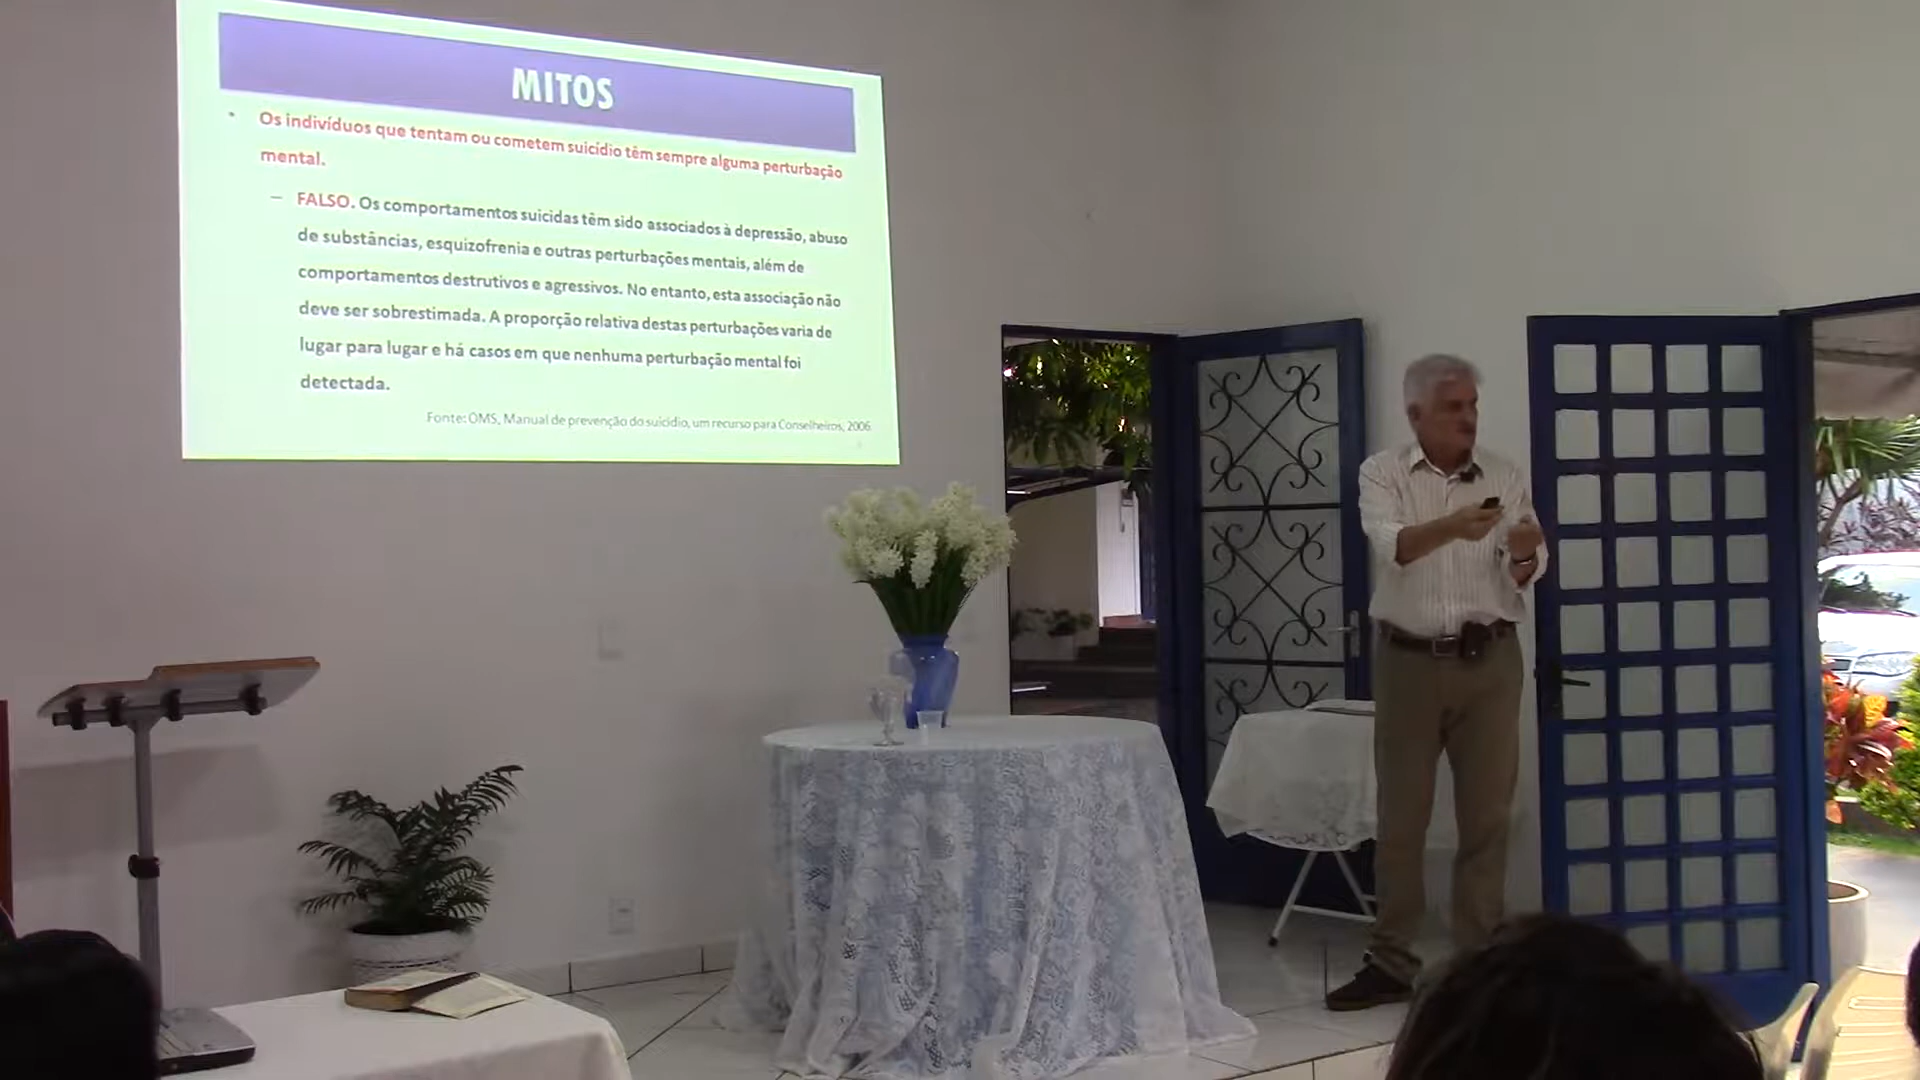 MITOS
• Os indivíduos que tentam ou cometem suicídio têm sempre alguma perturbação
mental.
– FALSO. Os comportamentos suicidas têm sido associados à depressão, abuso
de substâncias, esquizofrenia e outras perturbações mentais, além de
comportamentos destrutivos e agressivos. No entanto, esta associação não
deve ser sobrestimada. A proporção relativa destas perturbações varia de
lugar para lugar e há casos em que nenhuma perturbação mental foi
detectada.
Fonte: OMS, Manual de prevenção do suicídio, um recurso para Conselheiros, 2006.